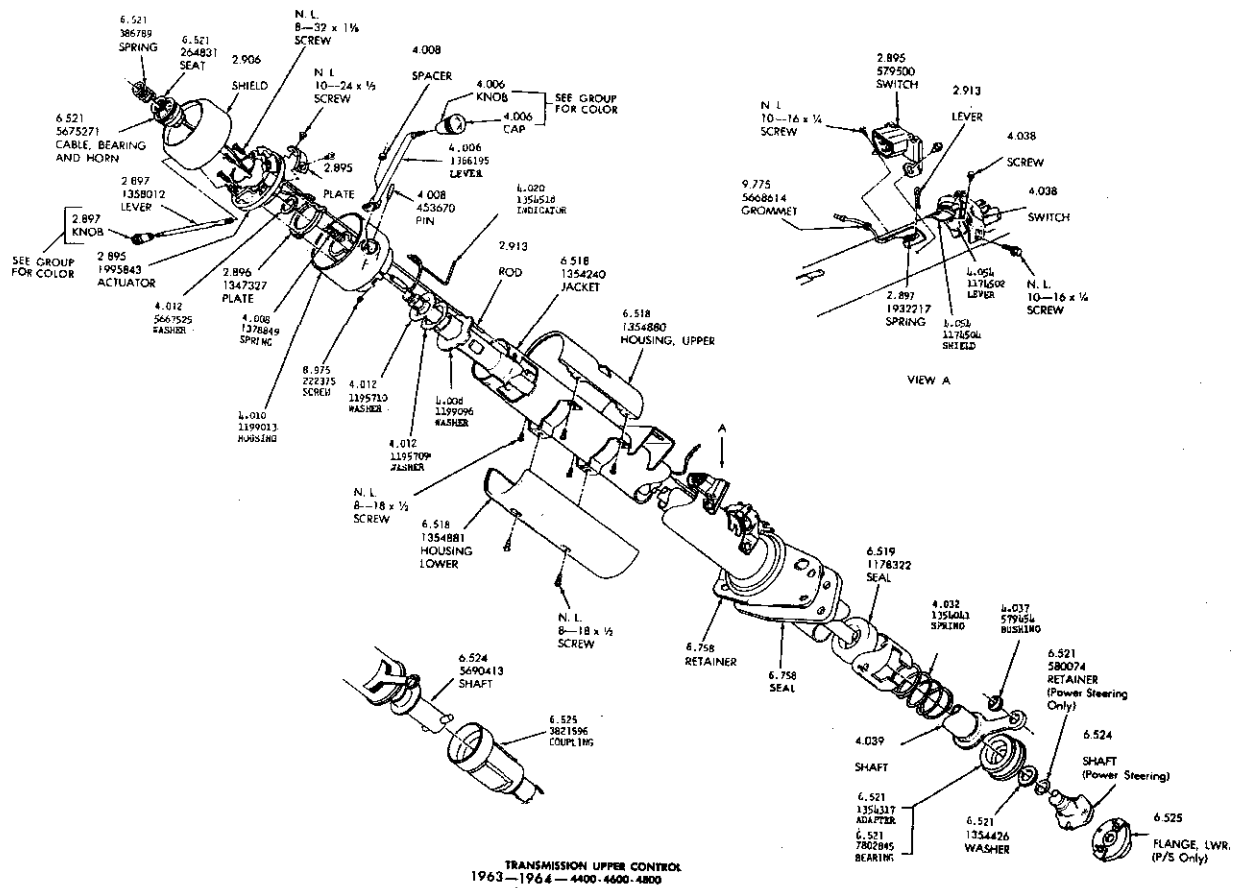 6.521
386789
SPRING
6.521
264831
SEAT
2.906
SHIELD
N. L.
8—32 x 1⅛
SCREW
N. L
10—24 x ½
SCREW
4.008
SPACER
4.006
KNOB
4.006
CAP
SEE GROUP
FOR COLOR
4.006
1366195
LEVER
6.521
5675271
CABLE, BEARING
AND HORN
2.895
PLATE
4.008
453670
PIN
4.020
1354518
INDICATOR
2.897
1358012
LEVER
2.897
KNOB
SEE GROUP
FOR COLOR
2.895
1995843
ACTUATOR
4.012
5667525
WASHER
2.896
1347327
PLATE
4.008
1378849
SPRING
2.913
ROD
6.518
1354240
JACKET
6.518
1354880
HOUSING, UPPER
8.975
222375
SCREW
4.010
1199013
HOUSING
4.012
1195710
WASHER
4.012
1195709
WASHER
4.008
1199096
WASHER
N. L.
8—18 x ½
SCREW
6.518
1354881
HOUSING
LOWER
N. L.
8—18 x ½
SCREW
A
2.895
579500
SWITCH
2.913
LEVER
N L
10—16 x ¼
SCREW
4.038
SCREW
4.038
SWITCH
9.775
5668614
GROMMET
2.897
1932217
SPRING
4.054
1174502
LEVER
4.054
1174504
SHIELD
N. L.
10—16 x ¼
SCREW
VIEW A
6.519
1178322
SEAL
6.758
RETAINER
6.758
SEAL
4.032
1354041
SPRING
4.037
579454
BUSHING
6.521
580074
RETAINER
(Power Steering
Only)
6.524
SHAFT
(Power Steering)
4.039
SHAFT
6.521
1354317
ADAPTER
6.521
7802845
BEARING
6.521
1354426
WASHER
6.525
FLANGE, LWR.
(P/S Only)
6.524
5690413
SHAFT
6.525
3821596
COUPLING
TRANSMISSION UPPER CONTROL
1963—1964—4400-4600-4800